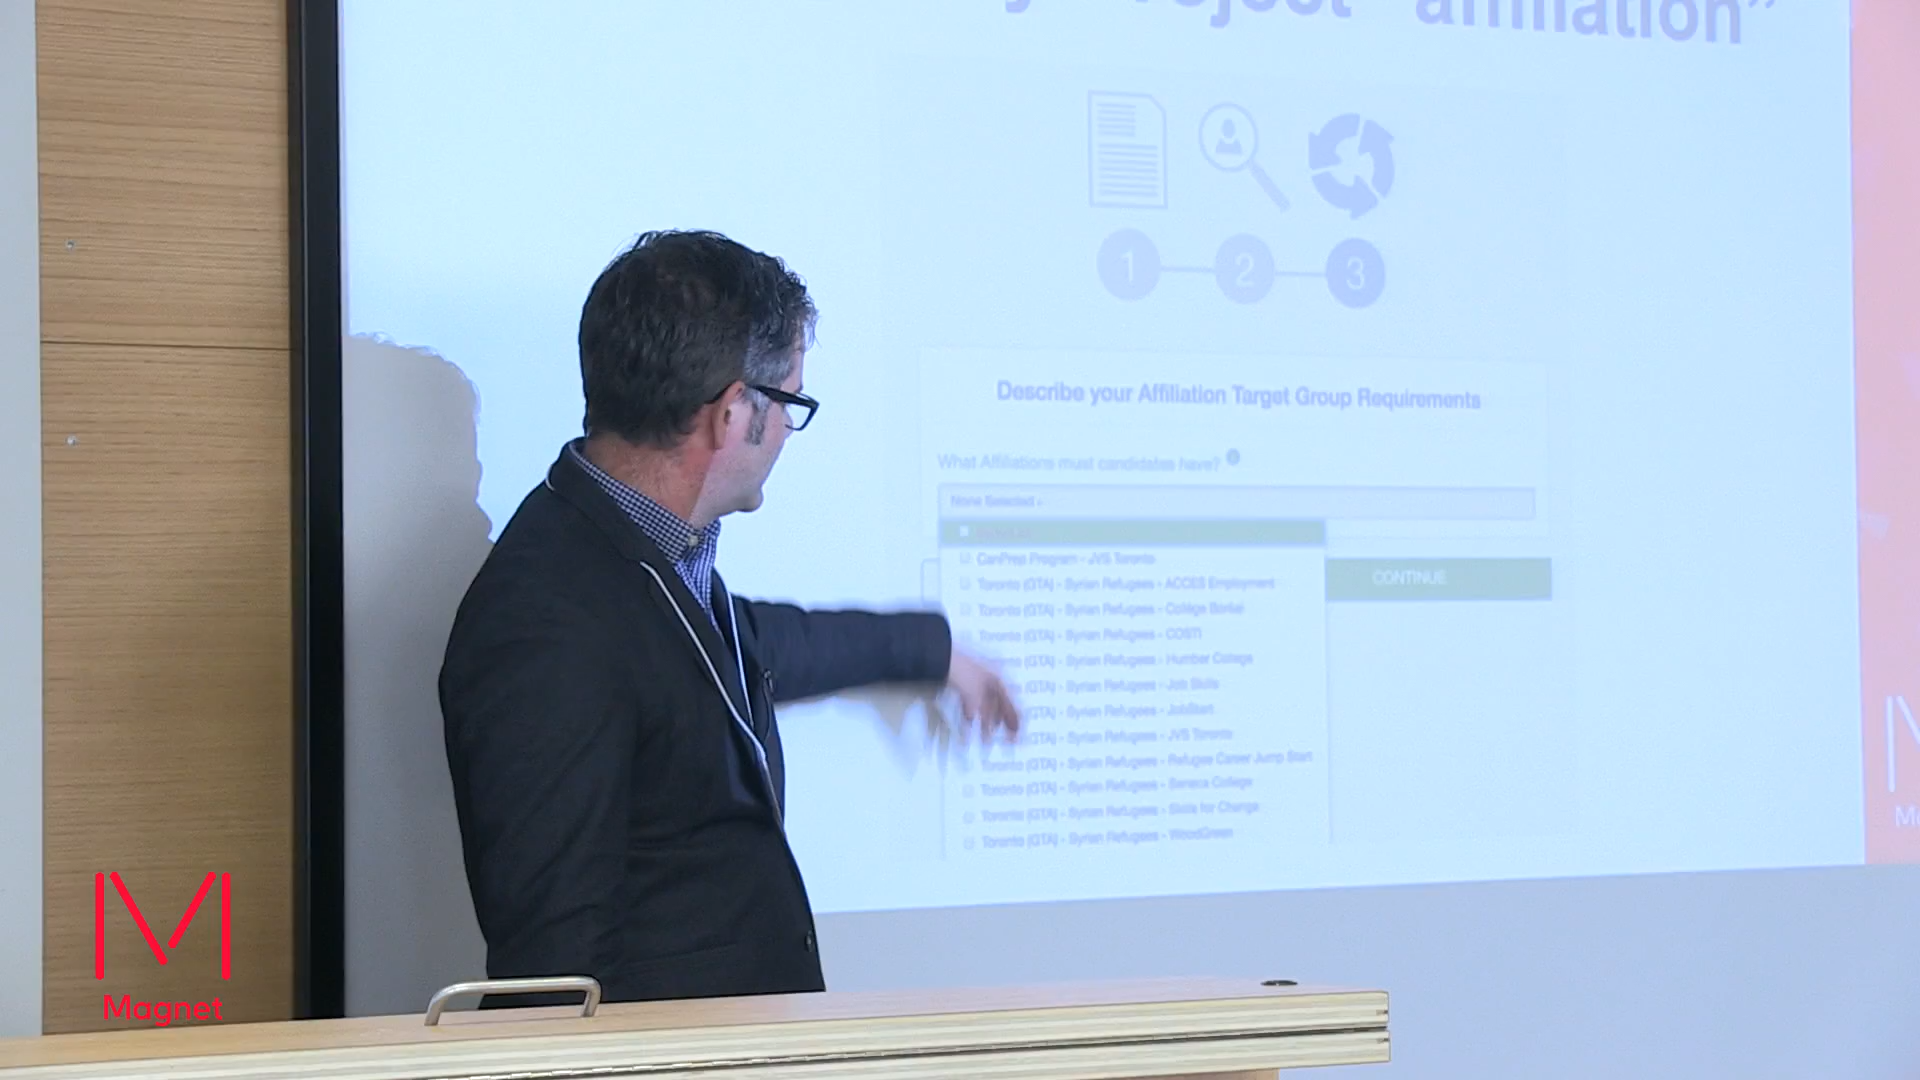 Project "affiliation"
1 2 3
Describe your Affiliation Target Group Requirements
What Affiliations must candidates have?
None Selected
CanPrep Program - JVS Toronto
Toronto (GTA) - Syrian Refugees - ACCES Employment
CONTINUE
Toronto (GTA) - Syrian Refugees - Collège Boréal
Toronto (GTA) - Syrian Refugees - COSTI
(GTA) - Syrian Refugees - Humber College
(GTA) - Syrian Refugees - Job Skills
(GTA) - Syrian Refugees - JobStart
(GTA) - Syrian Refugees - JVS Toronto
Toronto (GTA) - Syrian Refugees - Refugee Career Jump Start
Toronto (GTA) - Syrian Refugees - Seneca College
Toronto (GTA) - Syrian Refugees - Skills for Change
Toronto (GTA) - Syrian Refugees - WoodGreen
Magnet